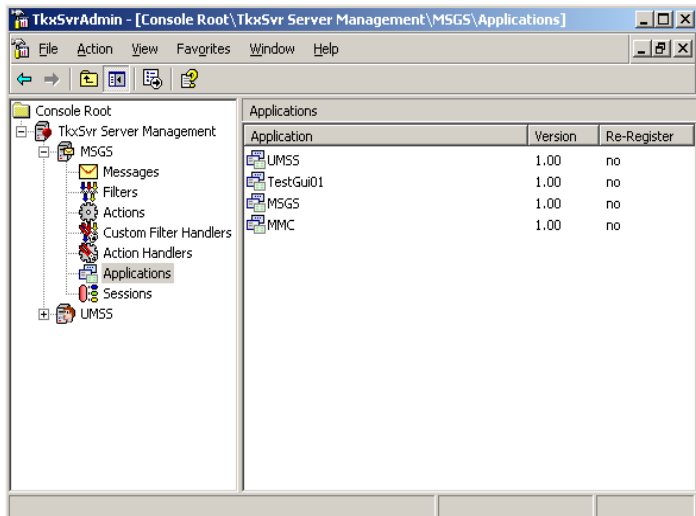 TkxSvrAdmin - [Console Root\TkxSvr Server Management\MSGS\Applications]
File Action View Favorites Window Help
Console Root
TkxSvr Server Management
MSGS
Messages
Filters
Actions
Custom Filter Handlers
Action Handlers
Applications
Sessions
UMSS
Applications
Application Version Re-Register
UMSS 1.00 no
TestGui01 1.00 no
MSGS 1.00 no
MMC 1.00 no